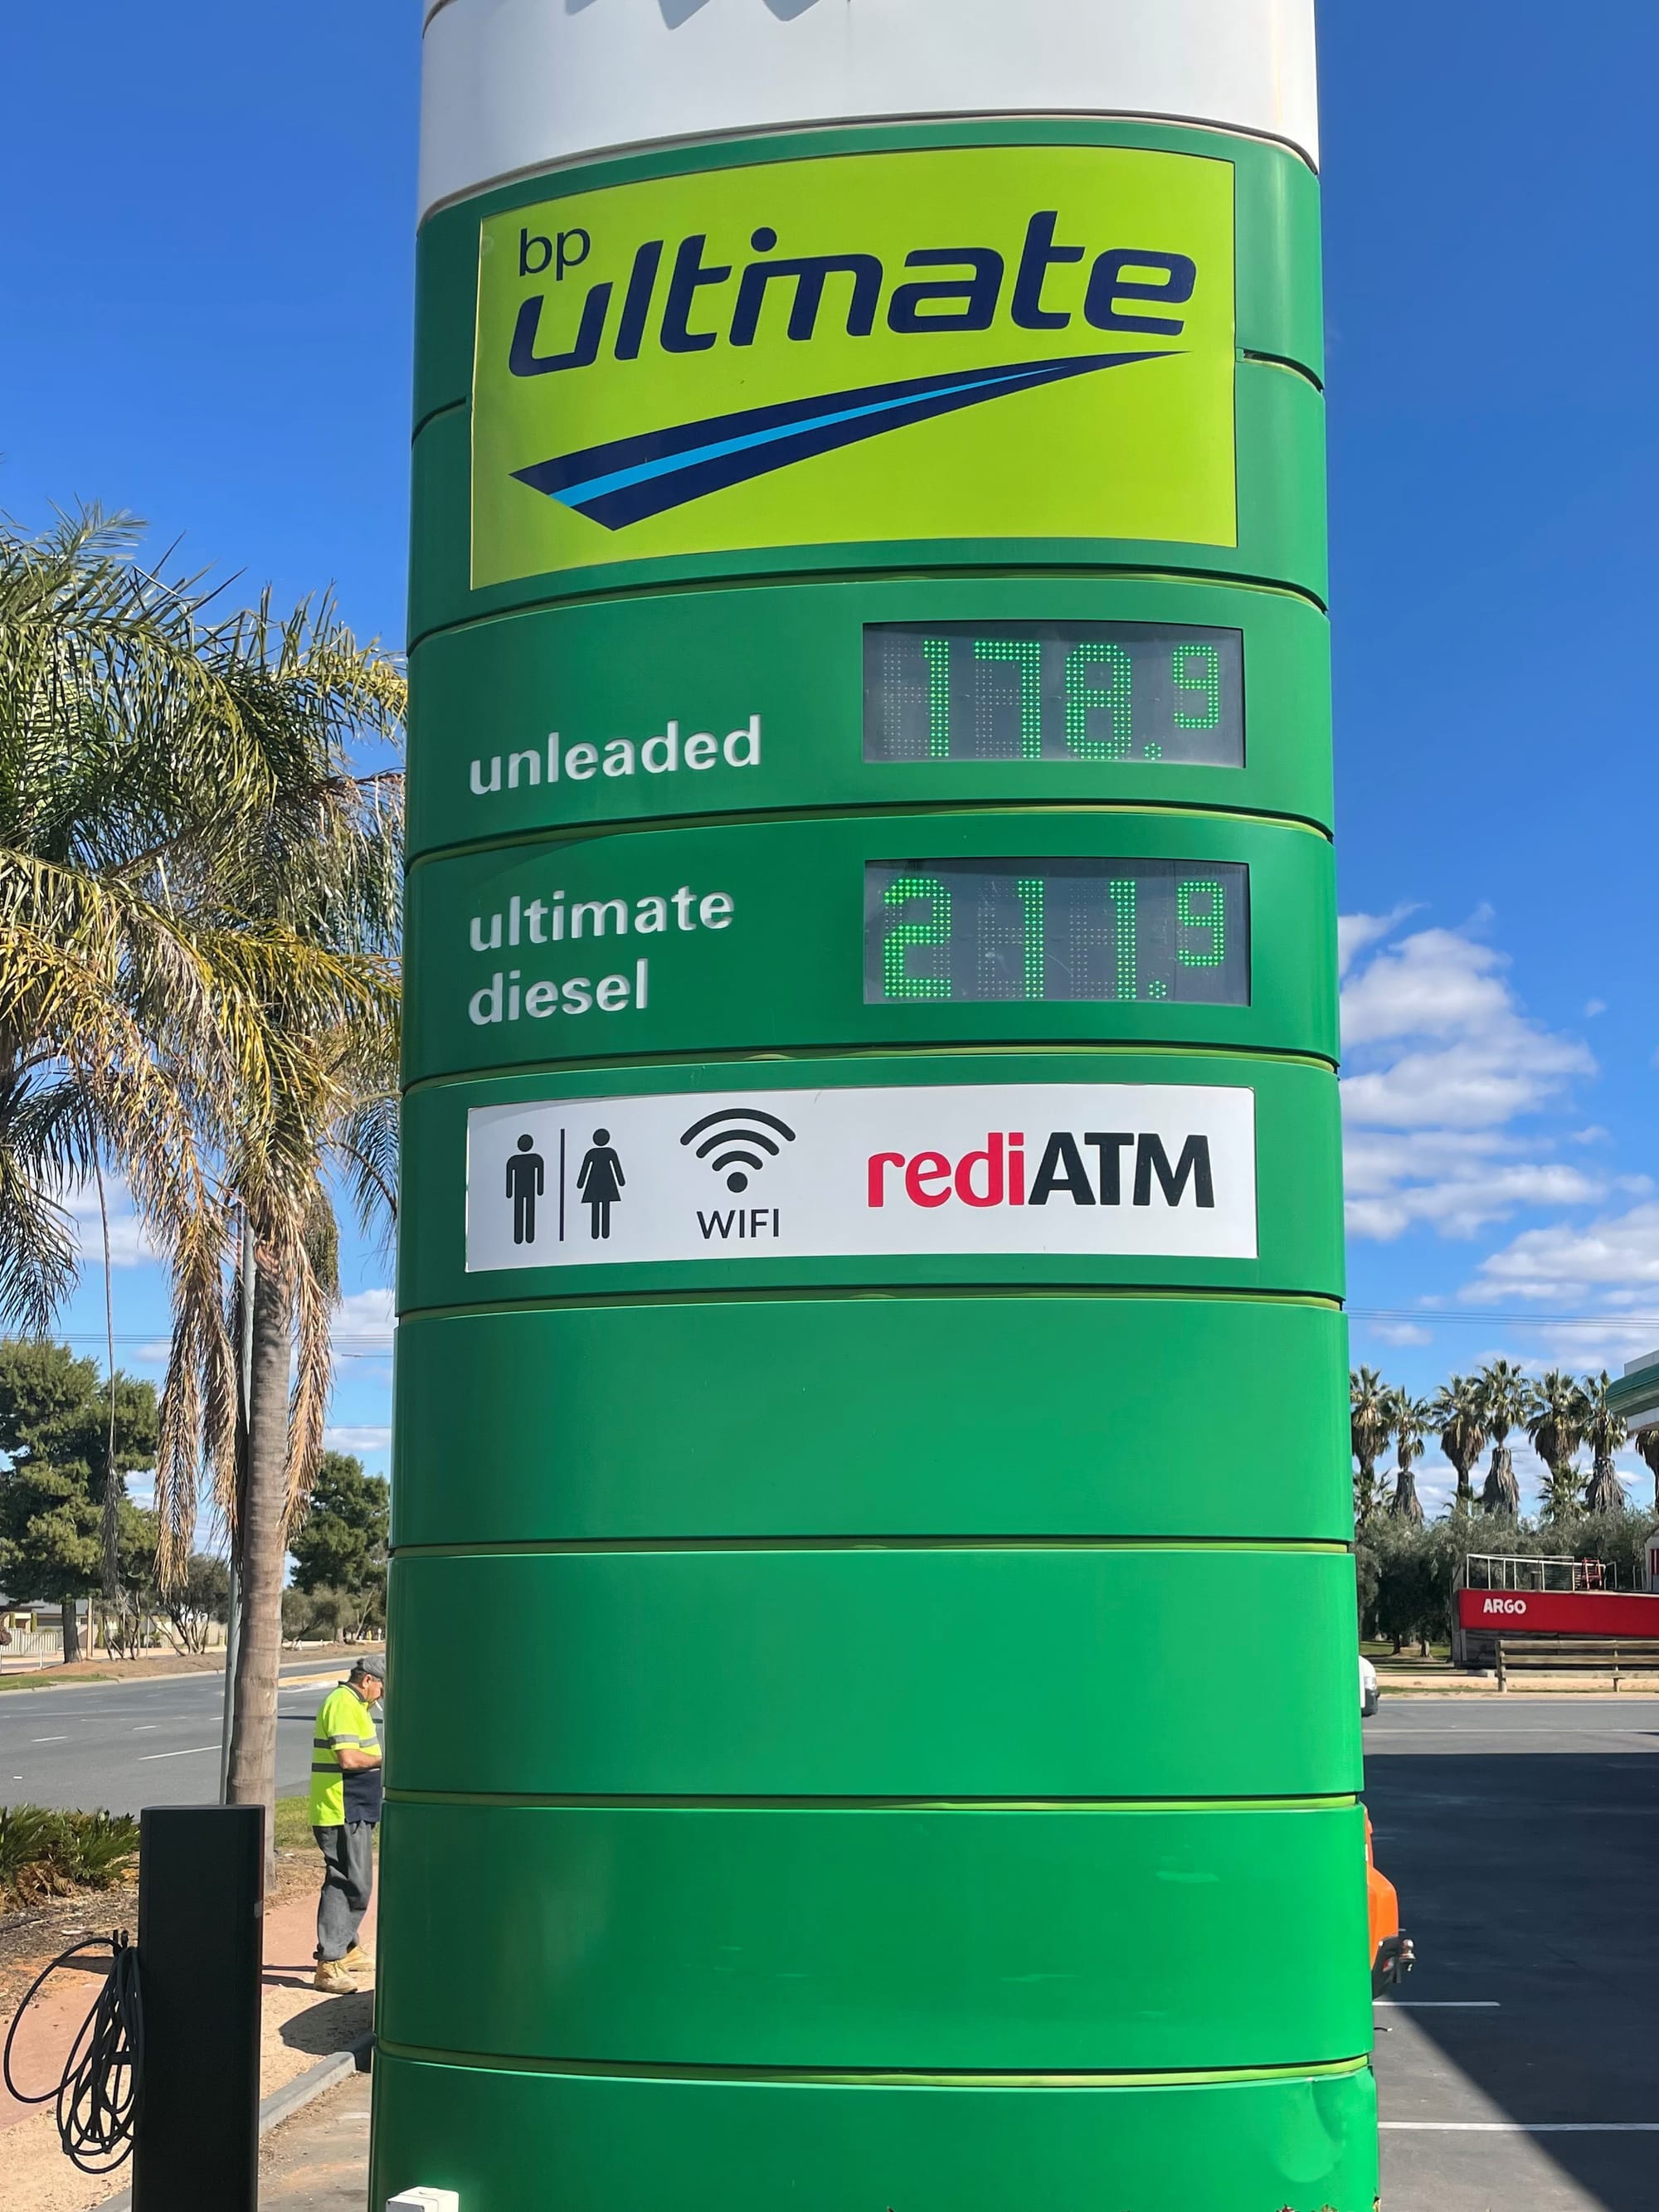 bp
ultimate
unleaded 178.9
ultimate
diesel 211.9
WIFI
rediATM
ARGO